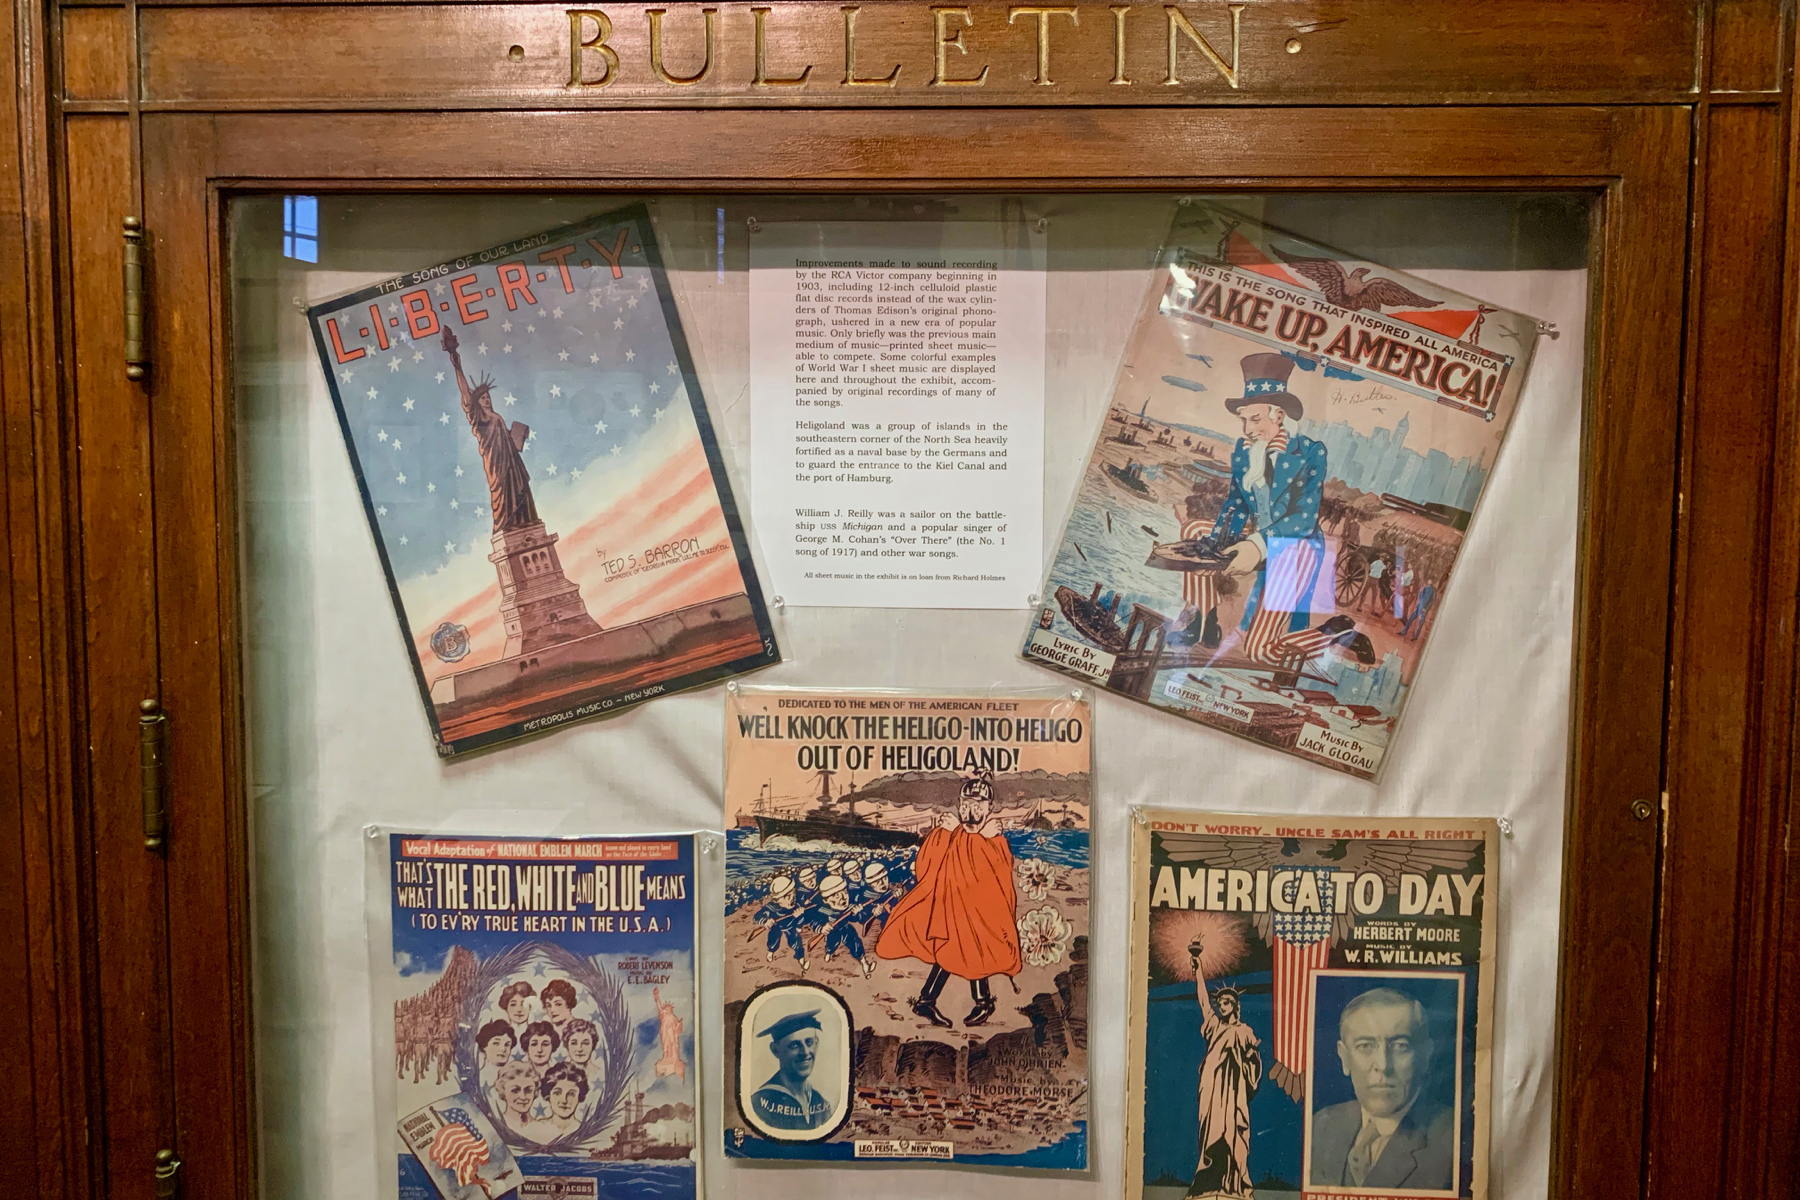 · BULLETIN ·
THE SONG OF OUR LAND
L·I·B·E·R·T·Y·
by
TED S. BARRON
METROPOLIS MUSIC CO. – NEW YORK
Improvements made to sound recording
by the RCA Victor company beginning in
1903, including 12-inch celluloid plastic
flat disc records instead of the wax cylin-
ders of Thomas Edison's original phono-
graph, ushered in a new era of popular
music. Only briefly was the previous main
medium of music—printed sheet music—
able to compete. Some colorful examples
of World War I sheet music are displayed
here and throughout the exhibit, accom-
panied by original recordings of many of
the songs.
Heligoland was a group of islands in the
southeastern corner of the North Sea heavily
fortified as a naval base by the Germans and
to guard the entrance to the Kiel Canal and
the port of Hamburg.
William J. Reilly was a sailor on the battle-
ship USS Michigan and a popular singer of
George M. Cohan's "Over There" (the No. 1
song of 1917) and other war songs.
All sheet music in the exhibit is on loan from Richard Holmes
THIS IS THE SONG THAT INSPIRED ALL AMERICA
WAKE UP, AMERICA!
LYRIC BY
GEORGE GRAFF, JR
LEO FEIST INC. NEW YORK
MUSIC BY
JACK GLOGAU
DEDICATED TO THE MEN OF THE AMERICAN FLEET
WE'LL KNOCK THE HELIGO-INTO HELIGO
OUT OF HELIGOLAND!
W.J. REILLY U.S.N.
Words by
JOHN O'BRIEN
Music by
THEODORE MORSE
LEO. FEIST INC. NEW YORK
Vocal Adaptation of NATIONAL EMBLEM MARCH
THAT'S
WHAT THE RED, WHITE AND BLUE MEANS
(TO EV'RY TRUE HEART IN THE U.S.A.)
ROBERT LEVENSON
E.E. BAGLEY
NATIONAL
EMBLEM
MARCH
WALTER JACOBS
DON'T WORRY – UNCLE SAM'S ALL RIGHT!
AMERICA TO-DAY
WORDS BY
HERBERT MOORE
MUSIC BY
W. R. WILLIAMS